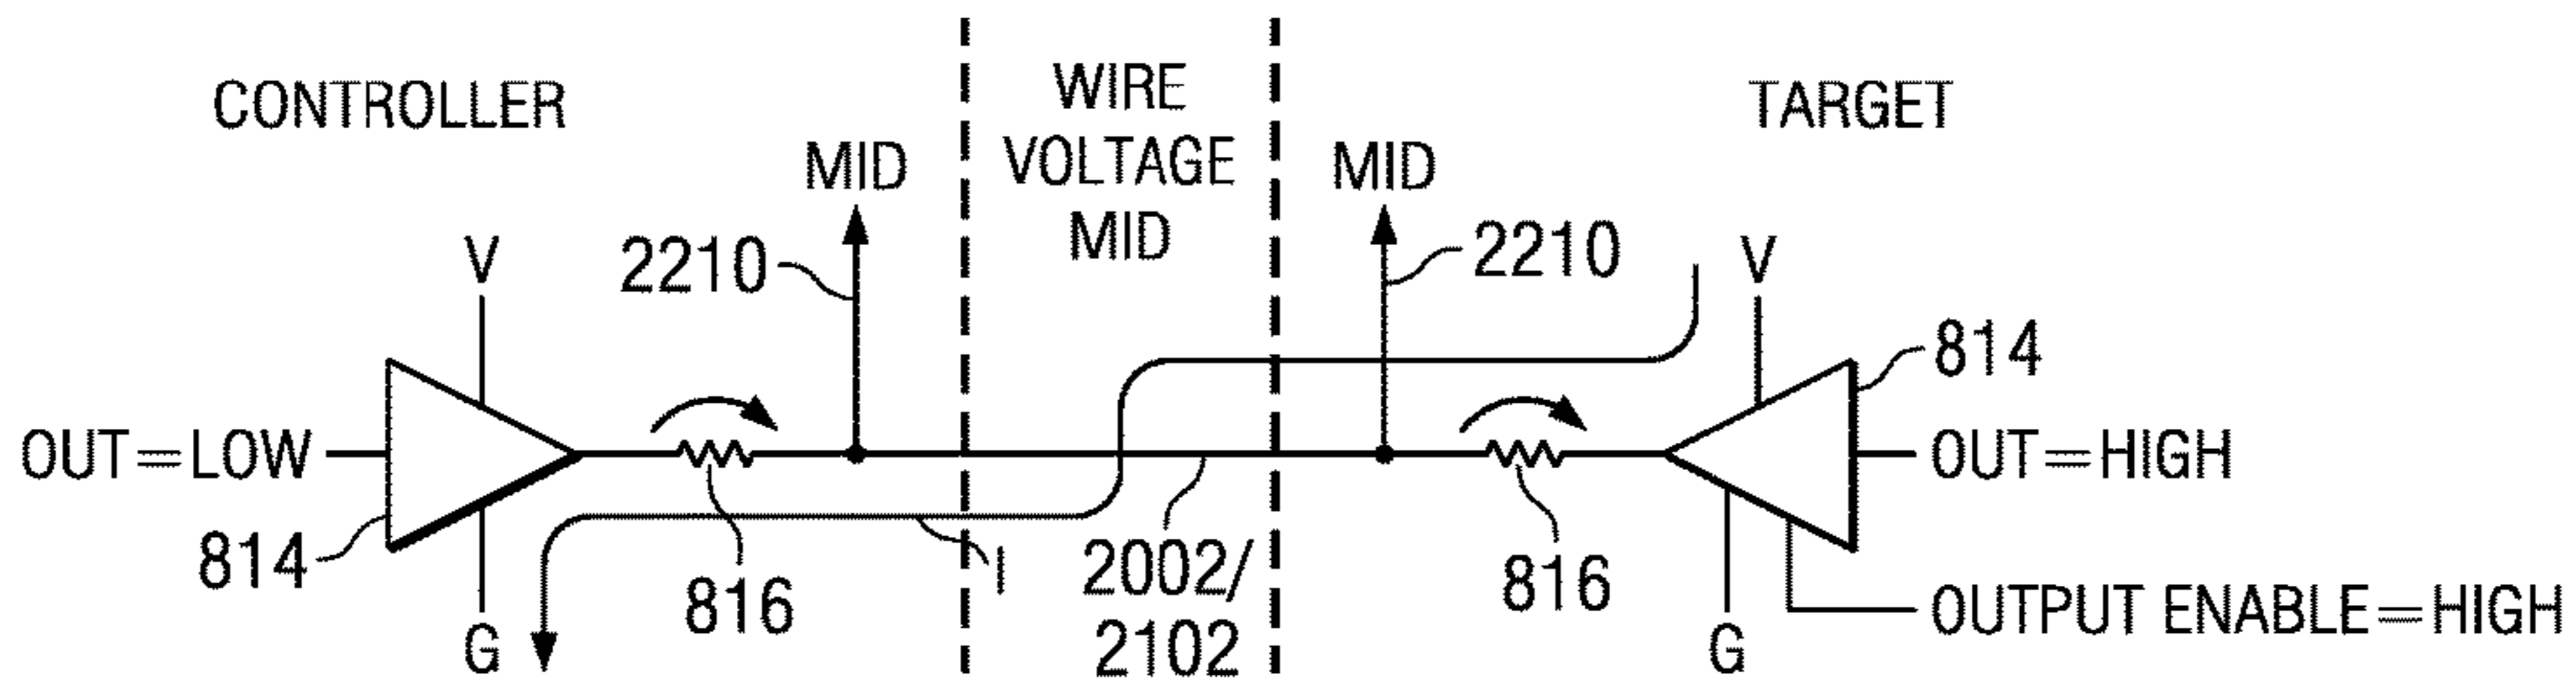 CONTROLLER
WIRE
VOLTAGE
MID
TARGET
MID
MID
V
2210
2210
V
814
OUT=LOW
OUT=HIGH
814
816
I
2002/
2102
816
G
G
OUTPUT ENABLE=HIGH